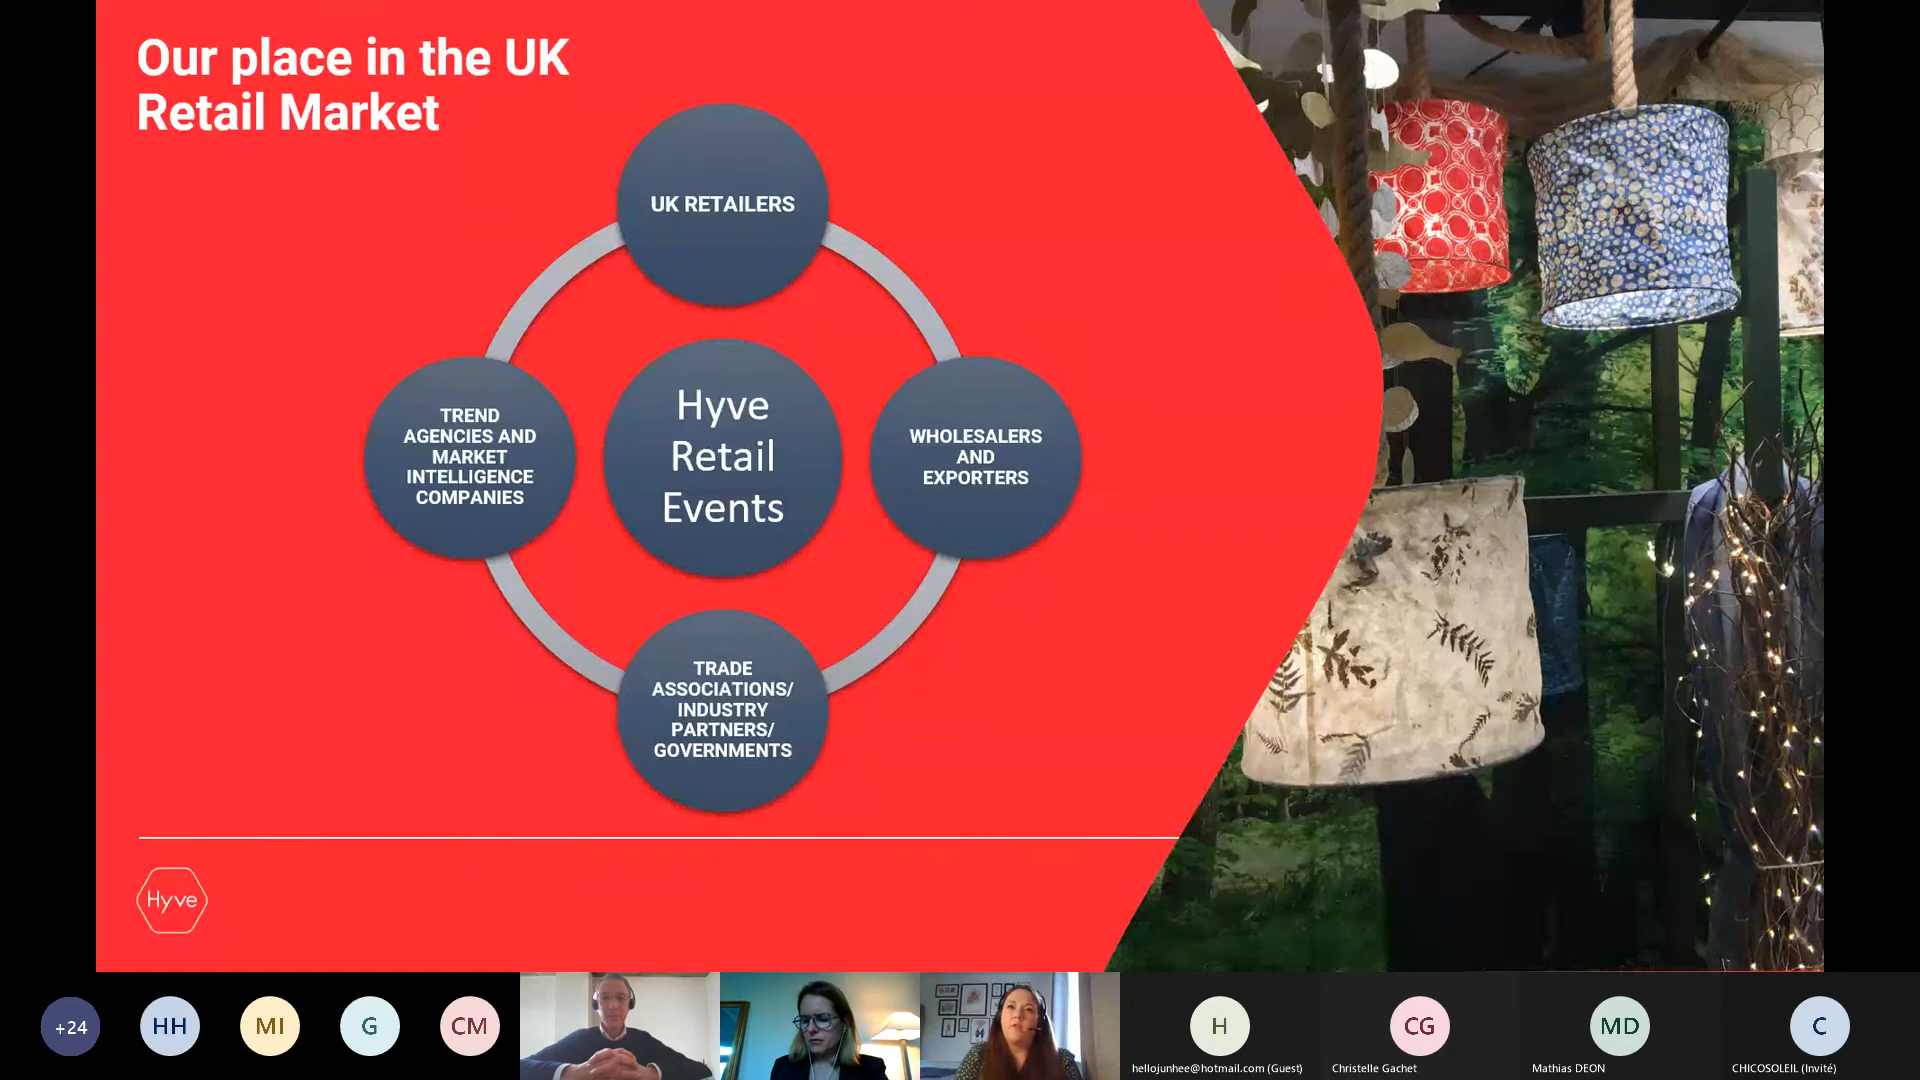 Our place in the UK
Retail Market
UK RETAILERS
TREND
AGENCIES AND
MARKET
INTELLIGENCE
COMPANIES
Hyve
Retail
Events
WHOLESALERS
AND
EXPORTERS
TRADE
ASSOCIATIONS/
INDUSTRY
PARTNERS/
GOVERNMENTS
Hyve
+24
HH
MI
G
CM
H
CG
MD
C
hellojunhee@hotmail.com (Guest)
Christelle Gachet
Mathias DEON
CHICOSOLEIL (Invité)